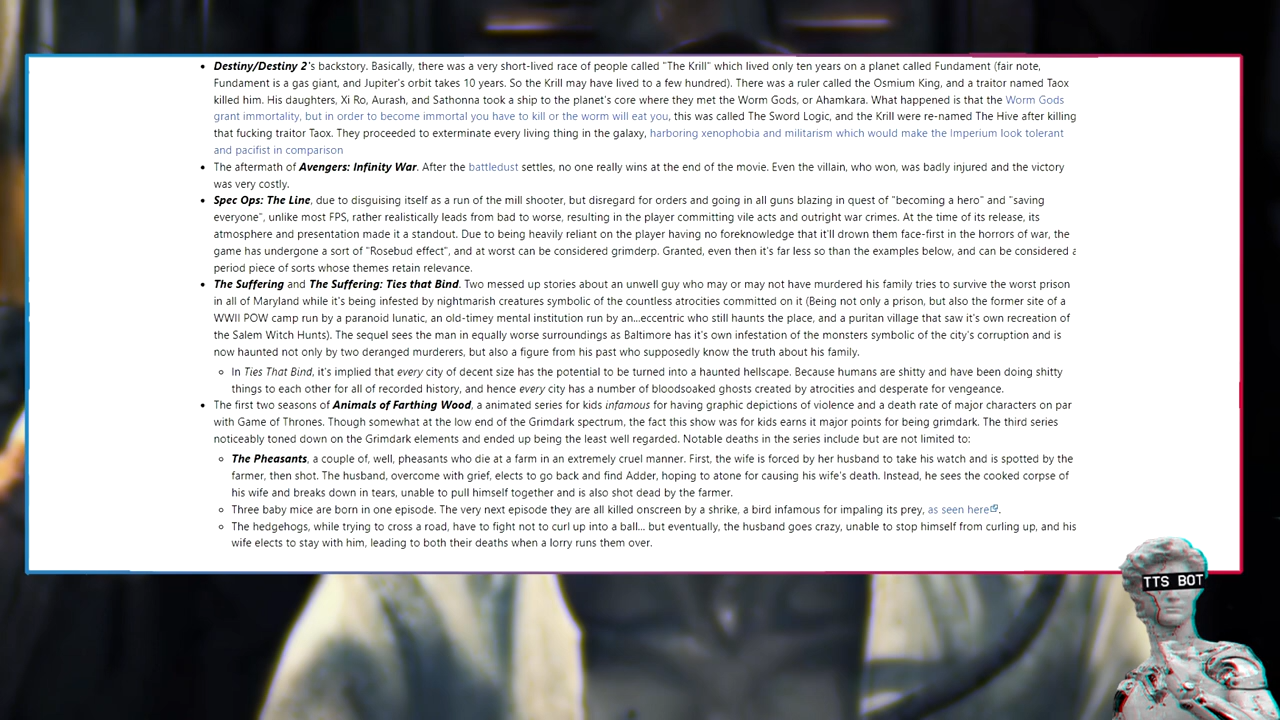 Destiny/Destiny 2's backstory. Basically, there was a very short-lived race of people called "The Krill" which lived only ten years on a planet called Fundament (fair note,
Fundament is a gas giant, and Jupiter's orbit takes 10 years. So the Krill may have lived to a few hundred). There was a ruler called the Osmium King, and a traitor named Taox
killed him. His daughters, Xi Ro, Aurash, and Sathonna took a ship to the planet's core where they met the Worm Gods, or Ahamkara. What happened is that the Worm Gods
grant immortality, but in order to become immortal you have to kill or the worm will eat you, this was called The Sword Logic, and the Krill were re-named The Hive after killing
that fucking traitor Taox. They proceeded to exterminate every living thing in the galaxy, harboring xenophobia and militarism which would make the Imperium look tolerant
and pacifist in comparison
The aftermath of Avengers: Infinity War. After the battledust settles, no one really wins at the end of the movie. Even the villain, who won, was badly injured and the victory
was very costly.
Spec Ops: The Line, due to disguising itself as a run of the mill shooter, but disregard for orders and going in all guns blazing in quest of "becoming a hero" and "saving
everyone", unlike most FPS, rather realistically leads from bad to worse, resulting in the player committing vile acts and outright war crimes. At the time of its release, its
atmosphere and presentation made it a standout. Due to being heavily reliant on the player having no foreknowledge that it'll drown them face-first in the horrors of war, the
game has undergone a sort of "Rosebud effect", and at worst can be considered grimderp. Granted, even then it's far less so than the examples below, and can be considered a
period piece of sorts whose themes retain relevance.
The Suffering and The Suffering: Ties that Bind. Two messed up stories about an unwell guy who may or may not have murdered his family tries to survive the worst prison
in all of Maryland while it's being infested by nightmarish creatures symbolic of the countless atrocities committed on it (Being not only a prison, but also the former site of a
WWII POW camp run by a paranoid lunatic, an old-timey mental institution run by an...eccentric who still haunts the place, and a puritan village that saw it's own recreation of
the Salem Witch Hunts). The sequel sees the man in equally worse surroundings as Baltimore has it's own infestation of the monsters symbolic of the city's corruption and is
now haunted not only by two deranged murderers, but also a figure from his past who supposedly know the truth about his family.
In Ties That Bind, it's implied that every city of decent size has the potential to be turned into a haunted hellscape. Because humans are shitty and have been doing shitty
things to each other for all of recorded history, and hence every city has a number of bloodsoaked ghosts created by atrocities and desperate for vengeance.
The first two seasons of Animals of Farthing Wood, a animated series for kids infamous for having graphic depictions of violence and a death rate of major characters on par
with Game of Thrones. Though somewhat at the low end of the Grimdark spectrum, the fact this show was for kids earns it major points for being grimdark. The third series
noticeably toned down on the Grimdark elements and ended up being the least well regarded. Notable deaths in the series include but are not limited to:
The Pheasants, a couple of, well, pheasants who die at a farm in an extremely cruel manner. First, the wife is forced by her husband to take his watch and is spotted by the
farmer, then shot. The husband, overcome with grief, elects to go back and find Adder, hoping to atone for causing his wife's death. Instead, he sees the cooked corpse of
his wife and breaks down in tears, unable to pull himself together and is also shot dead by the farmer.
Three baby mice are born in one episode. The very next episode they are all killed onscreen by a shrike, a bird infamous for impaling its prey, as seen here.
The hedgehogs, while trying to cross a road, have to fight not to curl up into a ball... but eventually, the husband goes crazy, unable to stop himself from curling up, and his
wife elects to stay with him, leading to both their deaths when a lorry runs them over.
TTS BOT